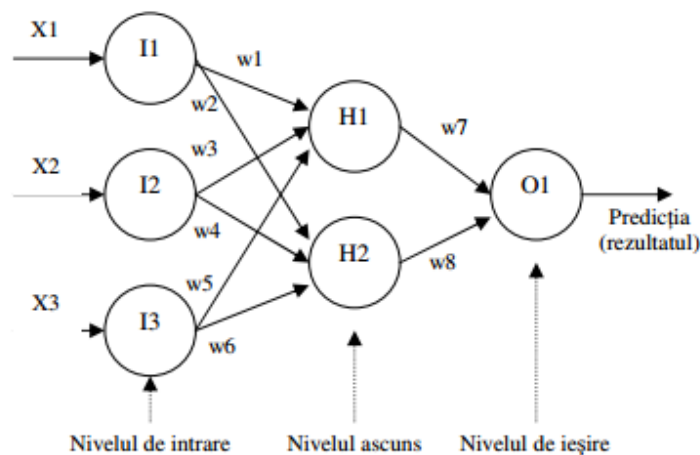 X1
I1
w1
w2
H1
w3
w7
X2
I2
O1
w4
Predicția
(rezultatul)
H2
w8
w5
X3
I3
w6
Nivelul de intrare
Nivelul ascuns
Nivelul de ieșire